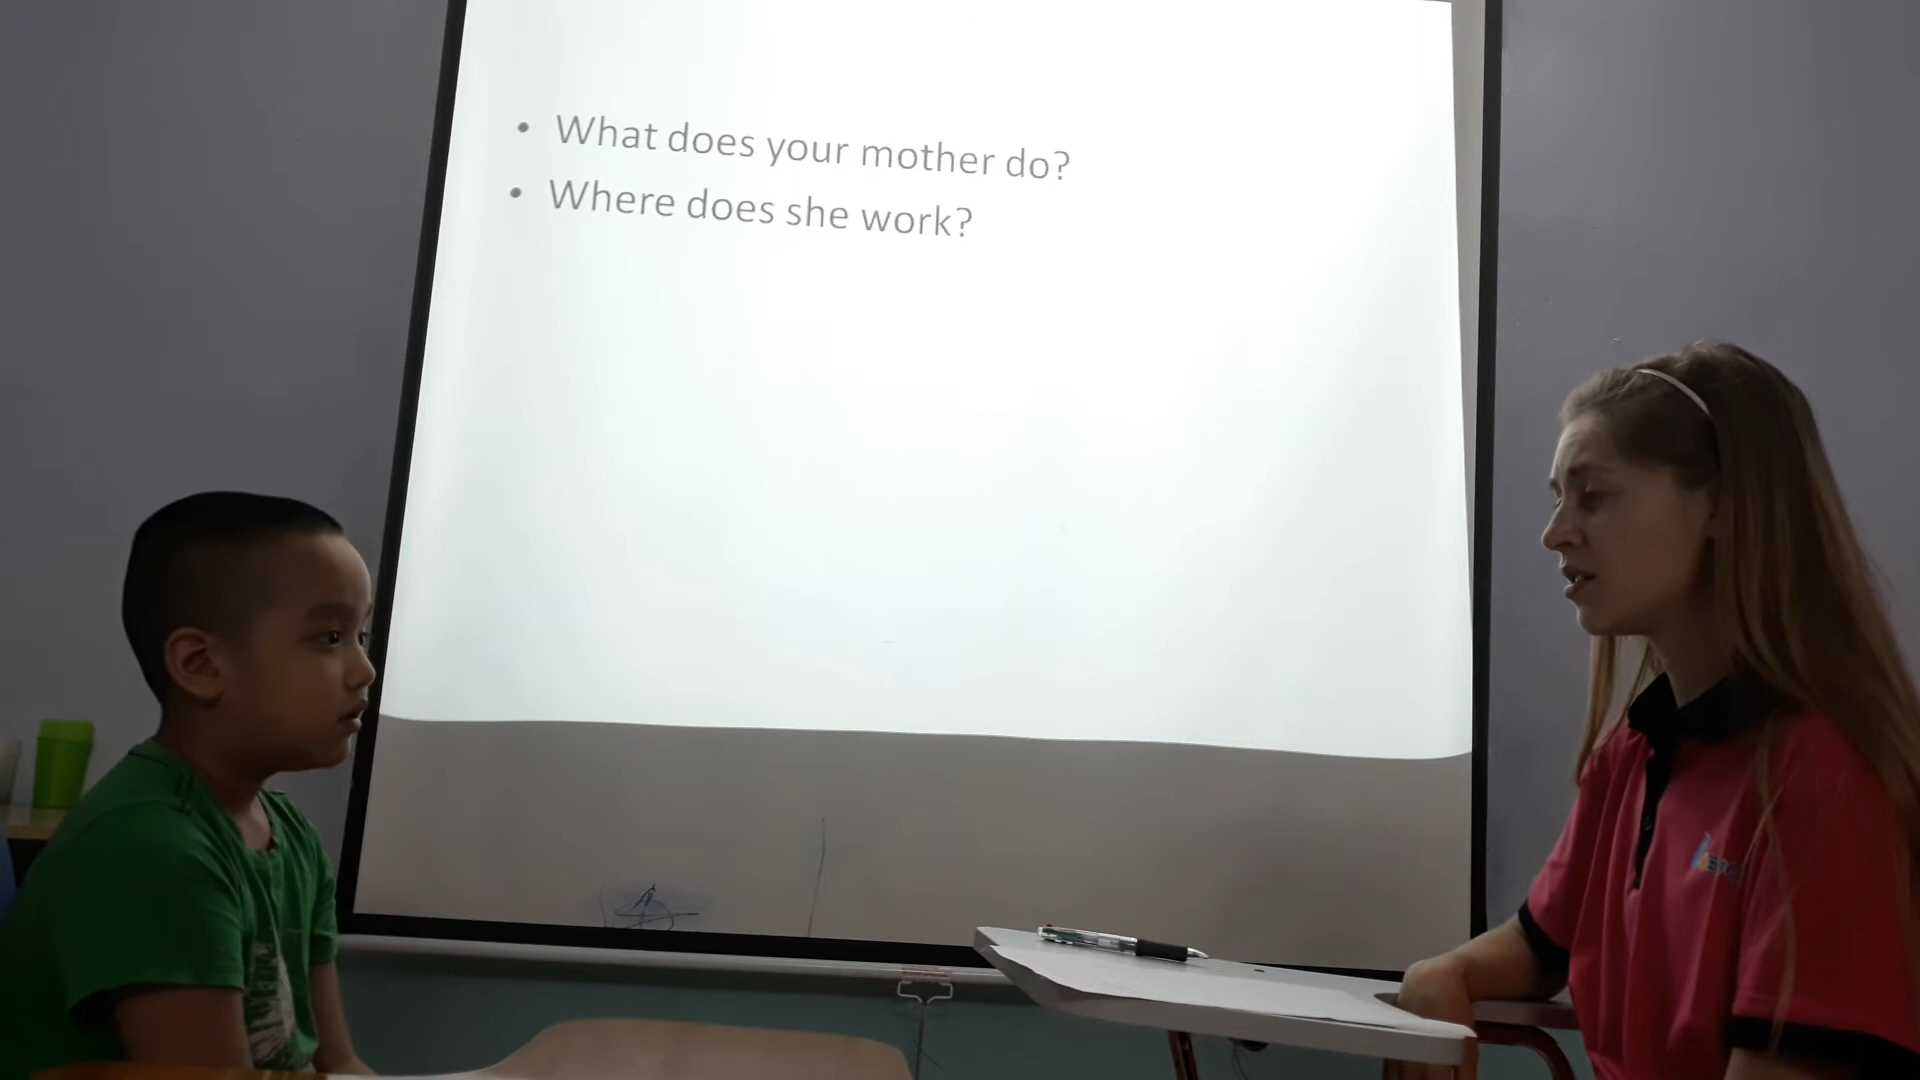 • What does your mother do?
• Where does she work?